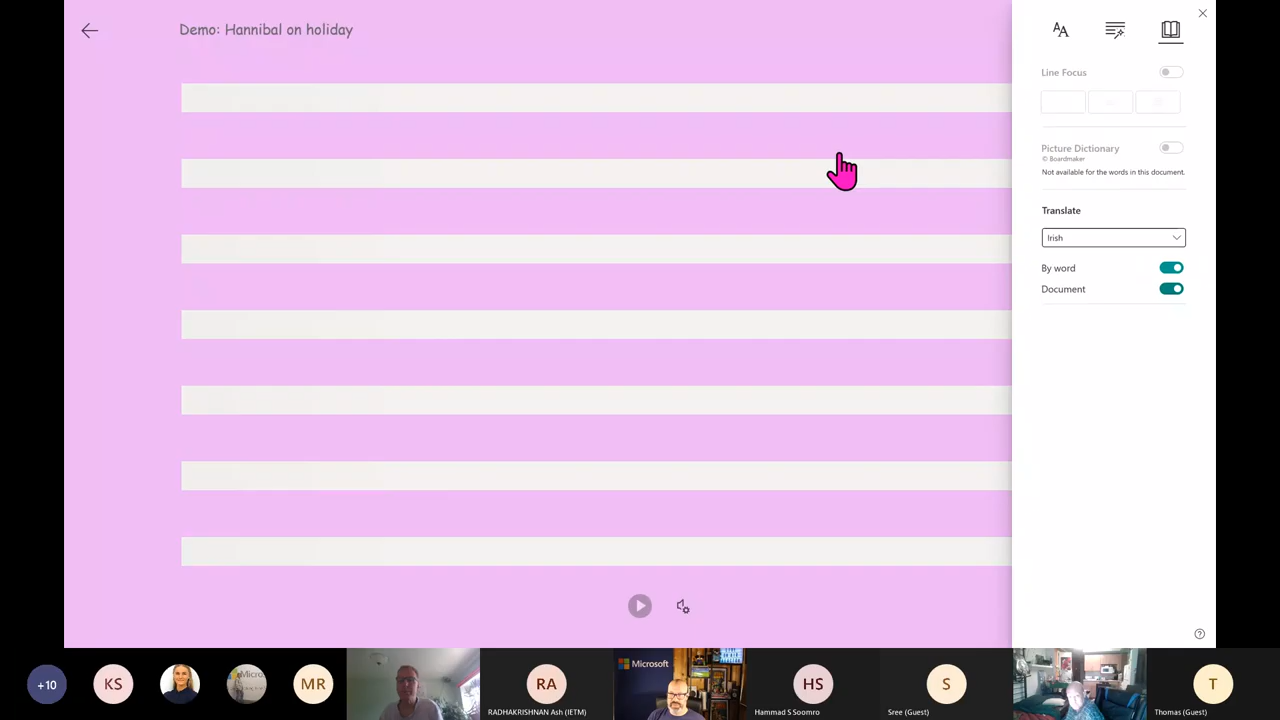 Demo: Hannibal on holiday
Line Focus
Picture Dictionary
© Boardmaker
Not available for the words in this document.
Translate
Irish
By word
Document
+10
KS
MR
RA
RADHAKRISHNAN Ash (IETM)
Microsoft
HS
Hammad S Soomro
S
Sree (Guest)
T
Thomas (Guest)